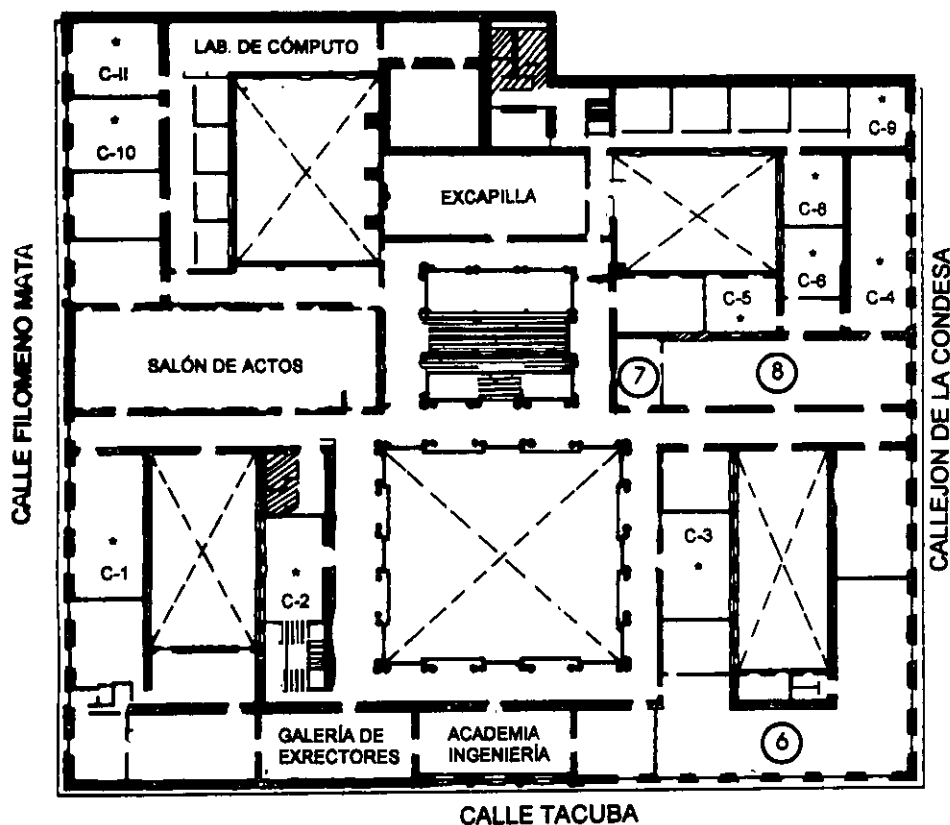 LAB. DE CÓMPUTO
C-II
C-10
C-9
EXCAPILLA
C-8
C-6
C-5
C-4
SALÓN DE ACTOS
7
8
CALLE FILOMENO MATA
CALLEJON DE LA CONDESA
C-1
C-2
C-3
GALERÍA DE
EXRECTORES
ACADEMIA
INGENIERÍA
6
CALLE TACUBA